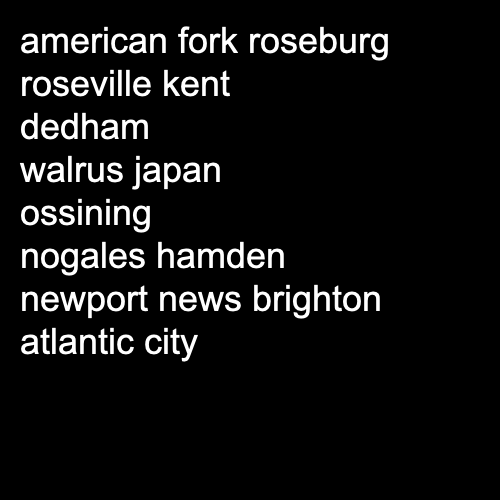 american fork roseburg
roseville kent
dedham
walrus japan
ossining
nogales hamden
newport news brighton
atlantic city